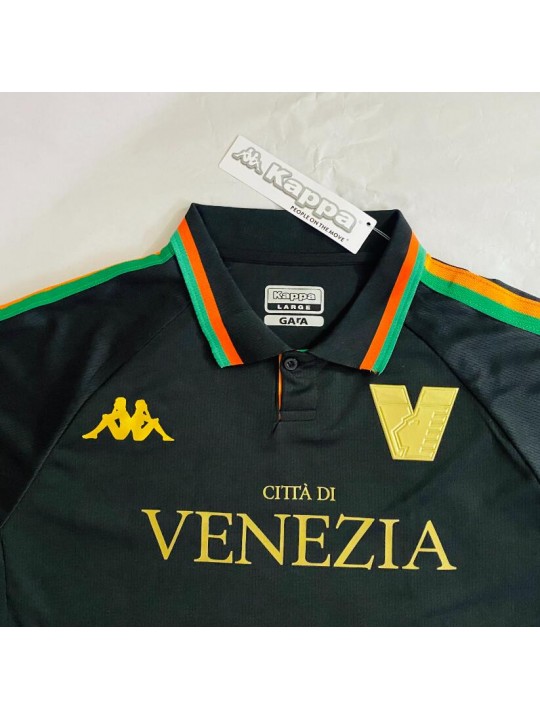 Kappa
PEOPLE ON THE MOVE
Kappa
LARGE
GARA
CITTÀ DI
VENEZIA